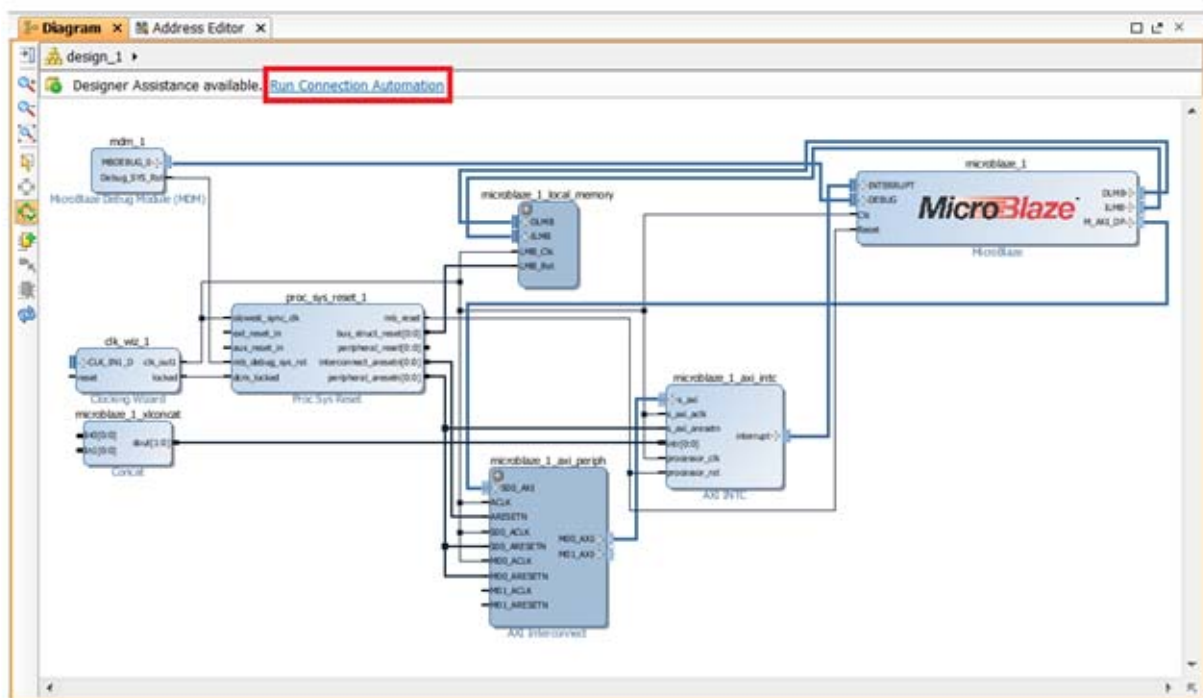 Diagram × Address Editor ×
design_1
Designer Assistance available. Run Connection Automation
mdm_1
MBDEBUG_0
Debug_SYS_Rst
MicroBlaze Debug Module (MDM)
microblaze_1_local_memory
DLMB
ILMB
LMB_Clk
LMB_Rst
microblaze_1
INTERRUPT
DEBUG
Clk
Reset
MicroBlaze
DLMB
ILMB
M_AXI_DP
MicroBlaze
proc_sys_reset_1
slowest_sync_clk mb_reset
ext_reset_in bus_struct_reset[0:0]
aux_reset_in peripheral_reset[0:0]
mb_debug_sys_rst interconnect_aresetn[0:0]
dcm_locked peripheral_aresetn[0:0]
Proc Sys Reset
clk_wiz_1
CLK_IN1_D clk_out1
reset locked
Clocking Wizard
microblaze_1_xlconcat
In0[0:0]
In1[0:0]
dout[1:0]
Concat
microblaze_1_axi_intc
s_axi
s_axi_aclk
s_axi_aresetn
intr[0:0]
processor_clk
processor_rst
interrupt
AXI INTC
microblaze_1_axi_periph
S00_AXI
ACLK
ARESETN
S00_ACLK
S00_ARESETN
M00_ACLK
M00_ARESETN
M01_ACLK
M01_ARESETN
M00_AXI
M01_AXI
AXI Interconnect